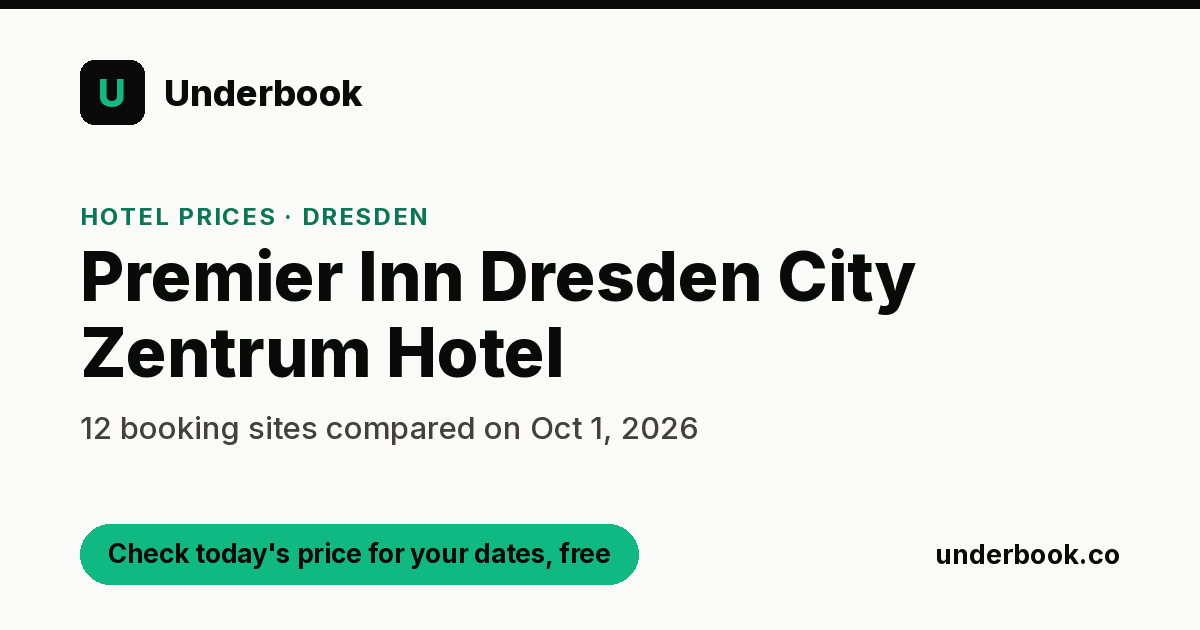 U Underbook
HOTEL PRICES · DRESDEN
Premier Inn Dresden City
Zentrum Hotel
12 booking sites compared on Oct 1, 2026
Check today's price for your dates, free
underbook.co